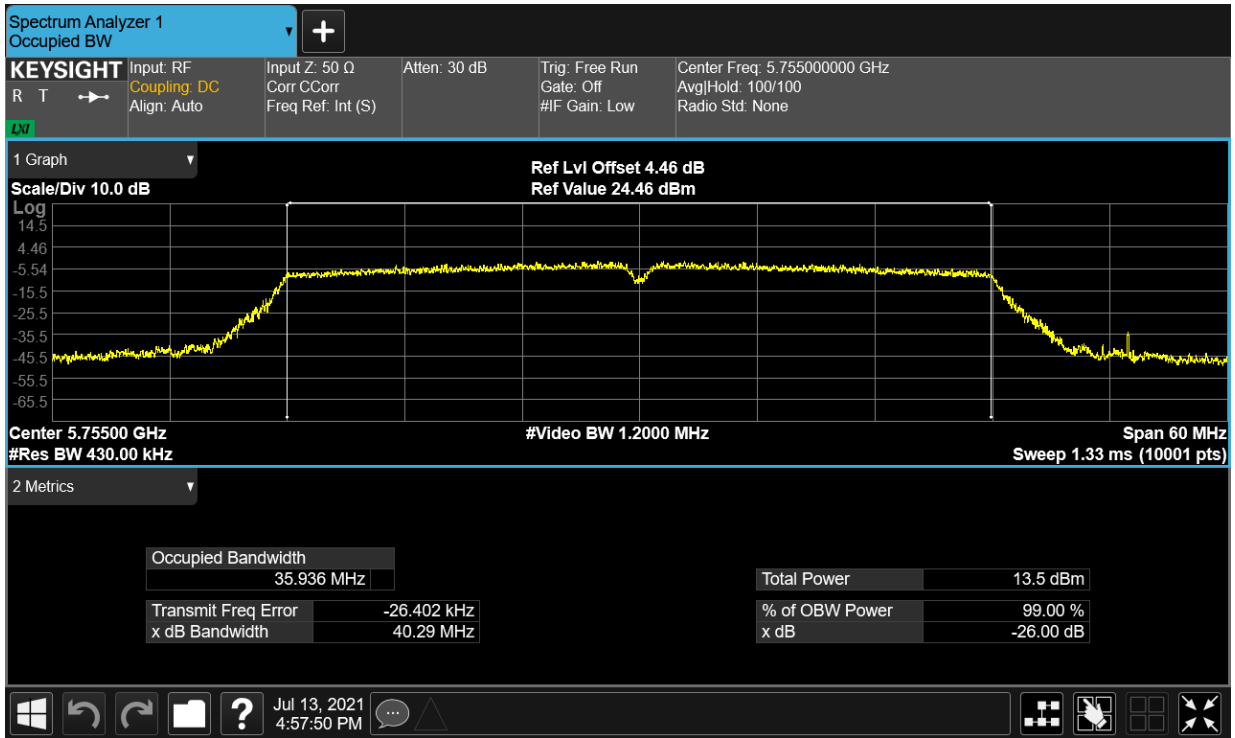 Spectrum Analyzer 1
Occupied BW
KEYSIGHT
R T
LXI
Input: RF
Coupling: DC
Align: Auto
Input Z: 50 Ω
Corr CCorr
Freq Ref: Int (S)
Atten: 30 dB
Trig: Free Run
Gate: Off
#IF Gain: Low
Center Freq: 5.755000000 GHz
Avg|Hold: 100/100
Radio Std: None
1 Graph
Scale/Div 10.0 dB
Ref Lvl Offset 4.46 dB
Ref Value 24.46 dBm
Log
14.5
4.46
-5.54
-15.5
-25.5
-35.5
-45.5
-55.5
-65.5
Center 5.75500 GHz
#Video BW 1.2000 MHz
Span 60 MHz
#Res BW 430.00 kHz
Sweep 1.33 ms (10001 pts)
2 Metrics
Occupied Bandwidth
35.936 MHz
Total Power 13.5 dBm
Transmit Freq Error -26.402 kHz
% of OBW Power 99.00 %
x dB Bandwidth 40.29 MHz
x dB -26.00 dB
?
Jul 13, 2021
4:57:50 PM